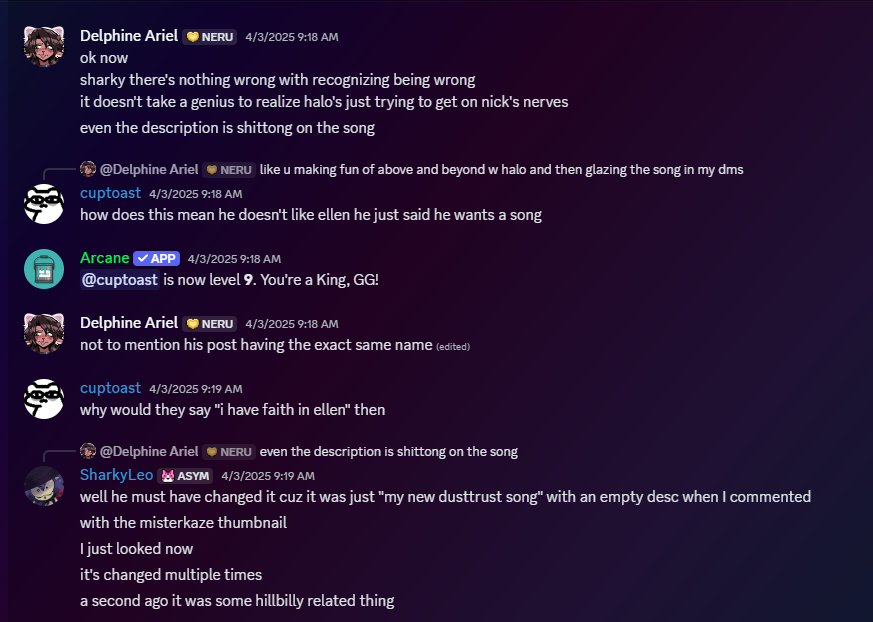 Delphine Ariel NERU 4/3/2025 9:18 AM
ok now
sharky there's nothing wrong with recognizing being wrong
it doesn't take a genius to realize halo's just trying to get on nick's nerves
even the description is shittong on the song
@Delphine Ariel NERU like u making fun of above and beyond w halo and then glazing the song in my dms
cuptoast 4/3/2025 9:18 AM
how does this mean he doesn't like ellen he just said he wants a song
Arcane ✓ APP 4/3/2025 9:18 AM
@cuptoast is now level 9. You're a King, GG!
Delphine Ariel NERU 4/3/2025 9:18 AM
not to mention his post having the exact same name (edited)
cuptoast 4/3/2025 9:19 AM
why would they say "i have faith in ellen" then
@Delphine Ariel NERU even the description is shittong on the song
SharkyLeo ASYM 4/3/2025 9:19 AM
well he must have changed it cuz it was just "my new dusttrust song" with an empty desc when I commented
with the misterkaze thumbnail
I just looked now
it's changed multiple times
a second ago it was some hillbilly related thing